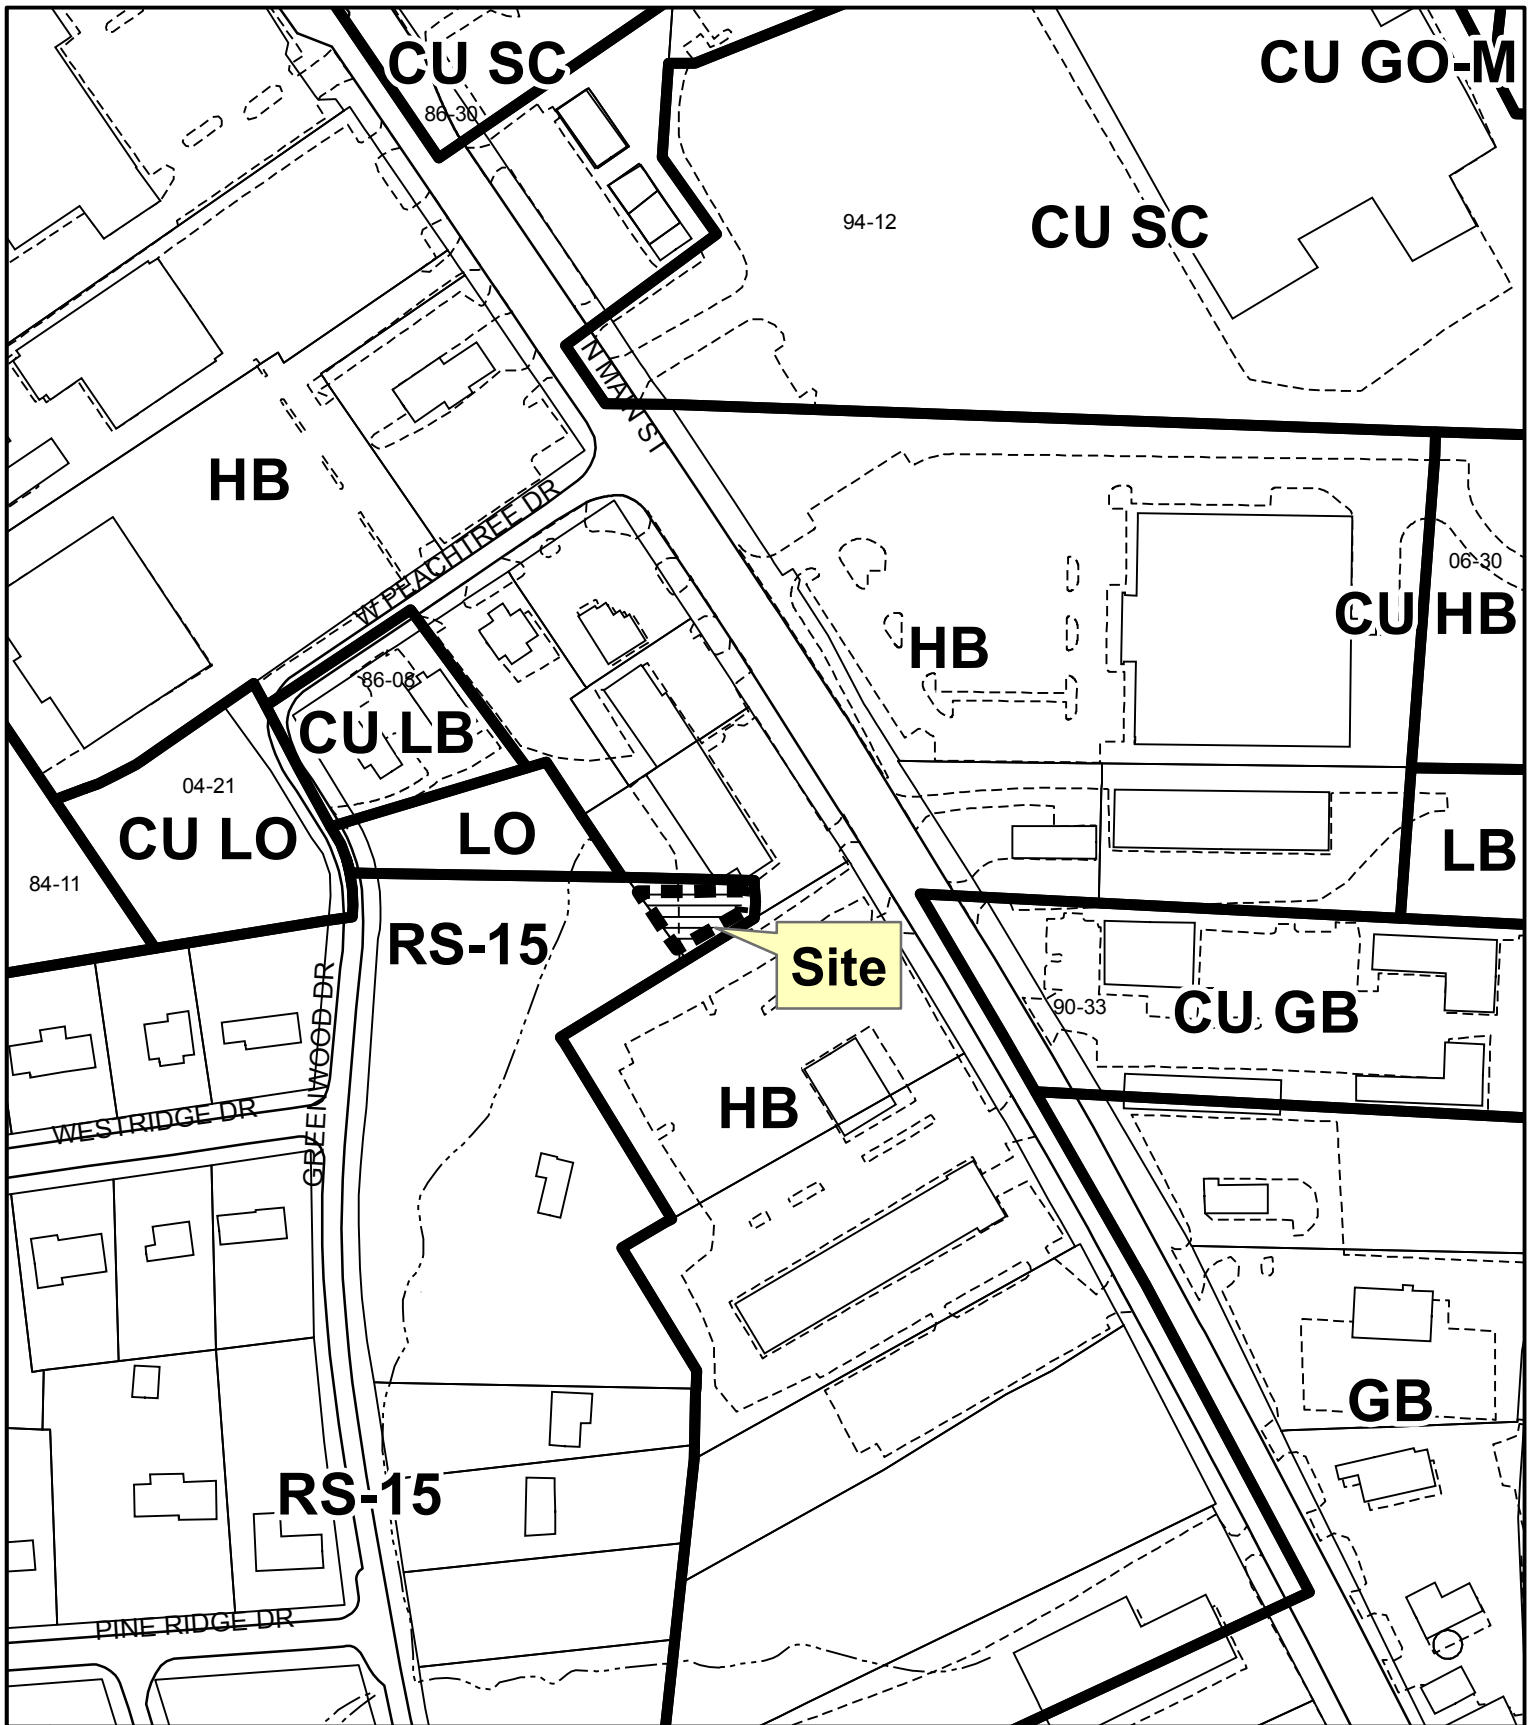 CU SC
CU GO-M
86-30
94-12
CU SC
N MAIN ST
HB
W PEACHTREE DR
06-30
CU HB
HB
86-08
CU LB
04-21
CU LO
LO
LB
84-11
RS-15
Site
90-33
CU GB
GREENWOOD DR
HB
WESTRIDGE DR
GB
RS-15
PINE RIDGE DR